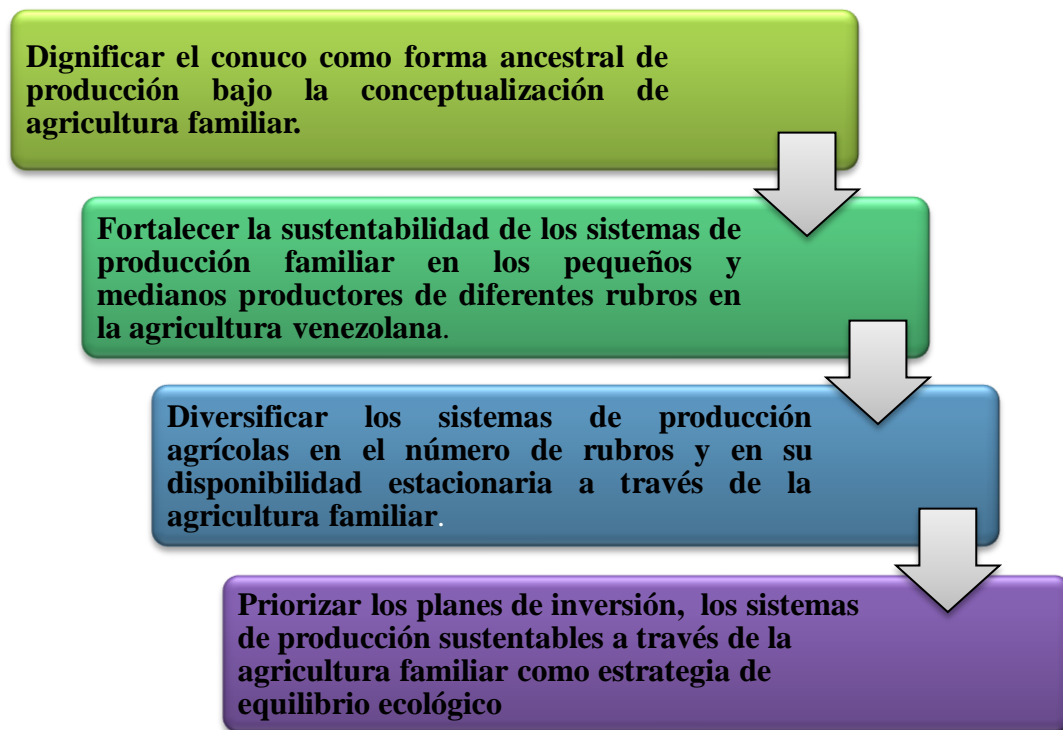 Dignificar el conuco como forma ancestral de
producción bajo la conceptualización de
agricultura familiar.
Fortalecer la sustentabilidad de los sistemas de
producción familiar en los pequeños y
medianos productores de diferentes rubros en
la agricultura venezolana.
Diversificar los sistemas de producción
agrícolas en el número de rubros y en su
disponibilidad estacionaria a través de la
agricultura familiar.
Priorizar los planes de inversión, los sistemas
de producción sustentables a través de la
agricultura familiar como estrategia de
equilibrio ecológico